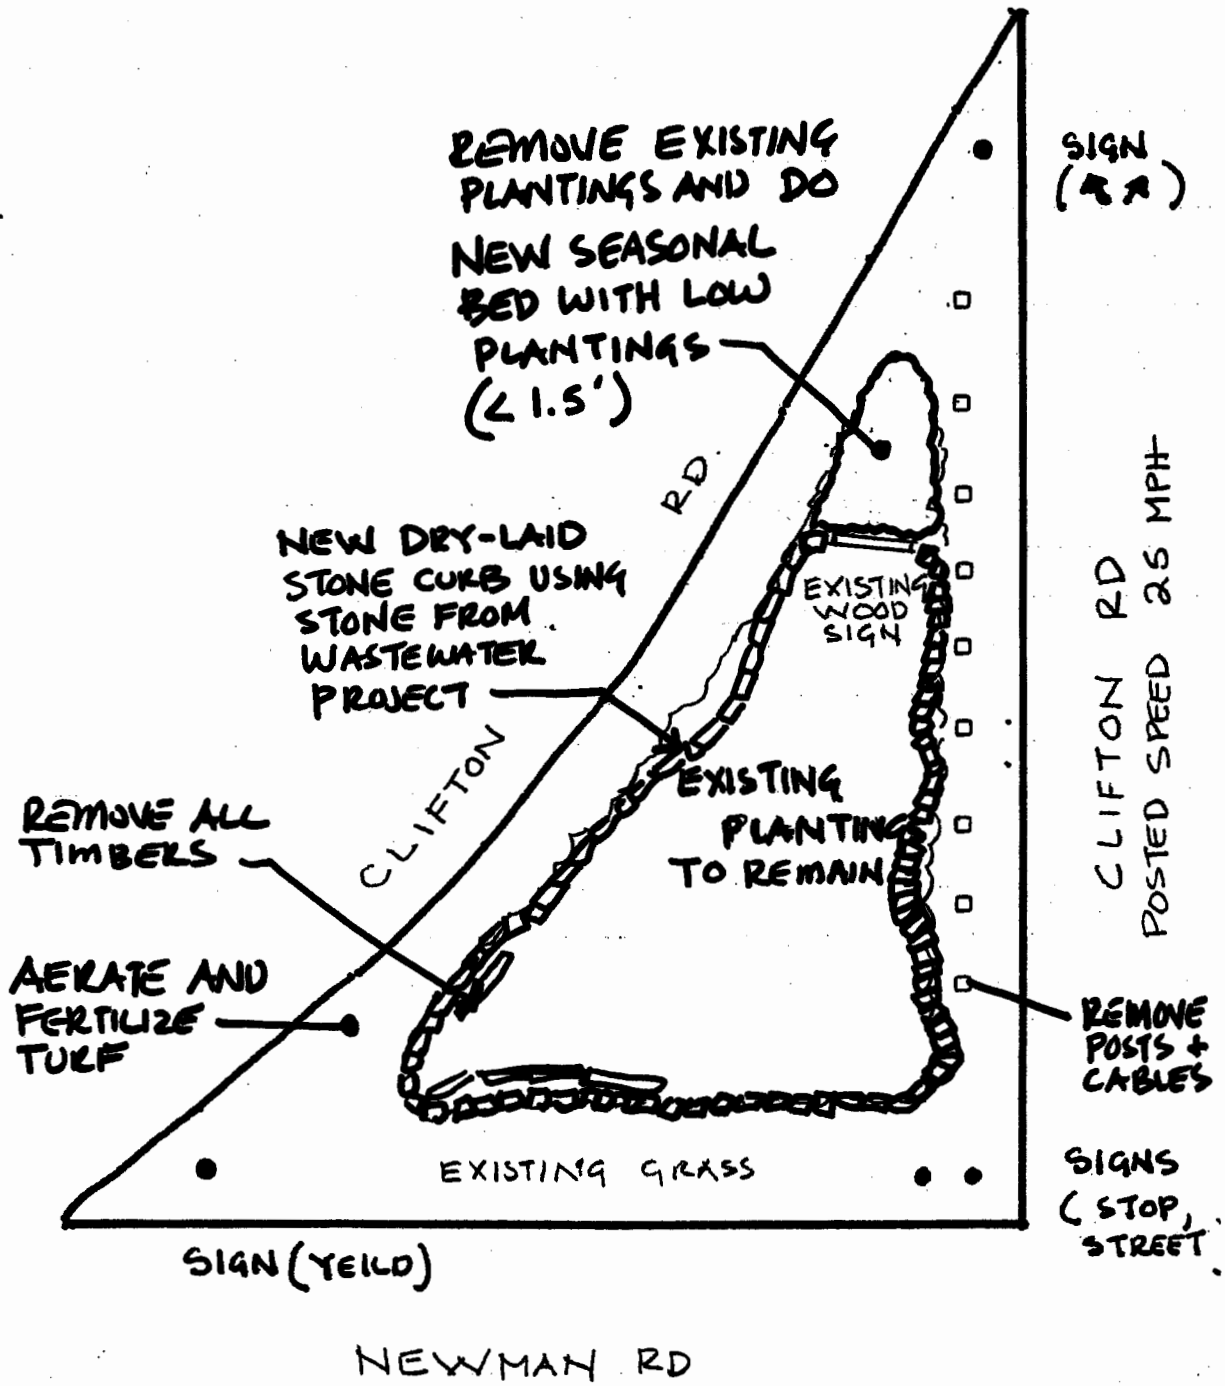 REMOVE EXISTING
PLANTINGS AND DO
NEW SEASONAL
BED WITH LOW
PLANTINGS
(< 1.5')
SIGN
(↖ ↗)
RD.
NEW DRY-LAID
STONE CURB USING
STONE FROM
WASTEWATER
PROJECT
EXISTING
WOOD
SIGN
CLIFTON RD
POSTED SPEED 25 MPH
CLIFTON
EXISTING
PLANTING
TO REMAIN
REMOVE ALL
TIMBERS
AERATE AND
FERTILIZE
TURF
REMOVE
POSTS +
CABLES
EXISTING GRASS
SIGNS
(STOP,
STREET
SIGN (YEILD)
NEWMAN RD